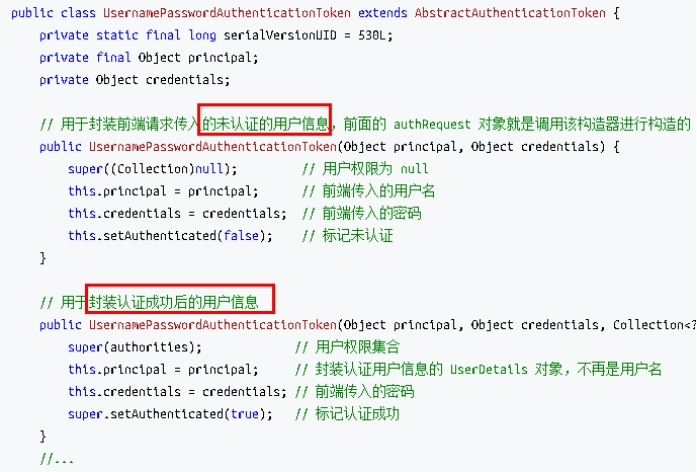 public class UsernamePasswordAuthenticationToken extends AbstractAuthenticationToken {
    private static final long serialVersionUID = 530L;
    private final Object principal;
    private Object credentials;
    // 用于封装前端请求传入的未认证的用户信息，前面的 authRequest 对象就是调用该构造器进行构造的
    public UsernamePasswordAuthenticationToken(Object principal, Object credentials) {
        super((Collection)null);         // 用户权限为 null
        this.principal = principal;      // 前端传入的用户名
        this.credentials = credentials;  // 前端传入的密码
        this.setAuthenticated(false);    // 标记未认证
    }
    // 用于封装认证成功后的用户信息
    public UsernamePasswordAuthenticationToken(Object principal, Object credentials, Collection<?
        super(authorities);             // 用户权限集合
        this.principal = principal;     // 封装认证用户信息的 UserDetails 对象，不再是用户名
        this.credentials = credentials; // 前端传入的密码
        super.setAuthenticated(true);   // 标记认证成功
    }
    //...